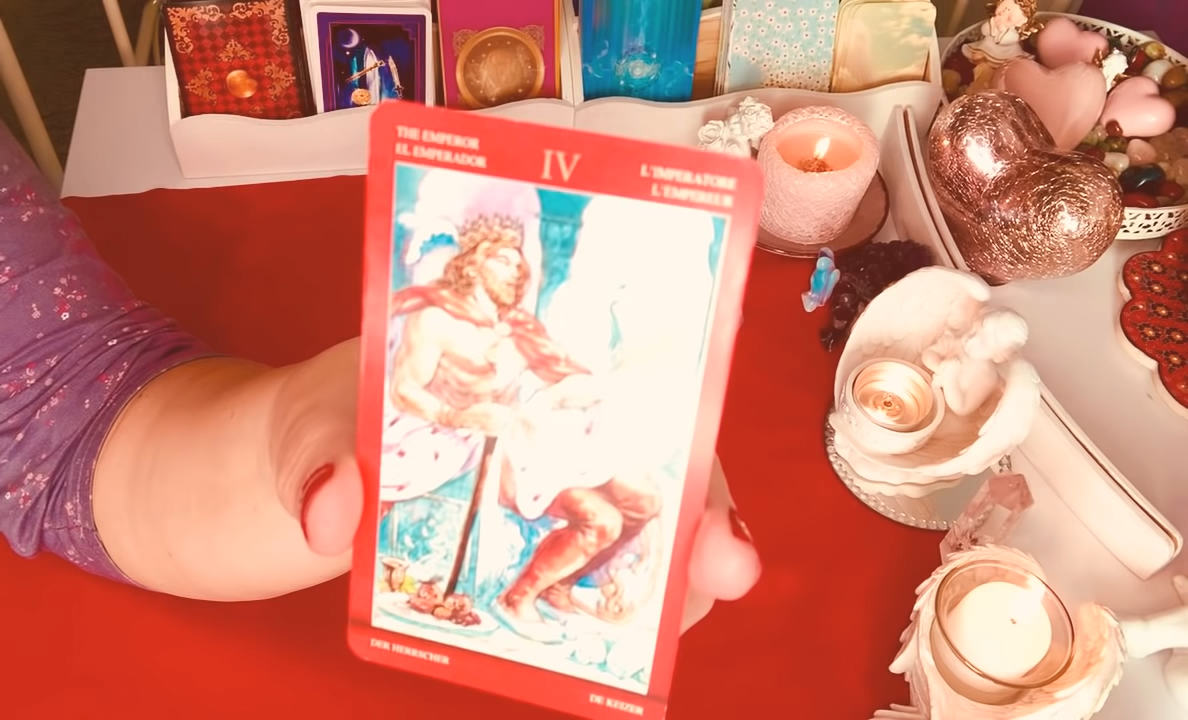 THE EMPEROR
EL EMPERADOR
IV
L'IMPERATORE
L'EMPEREUR
DER HERRSCHER
DE KEIZER